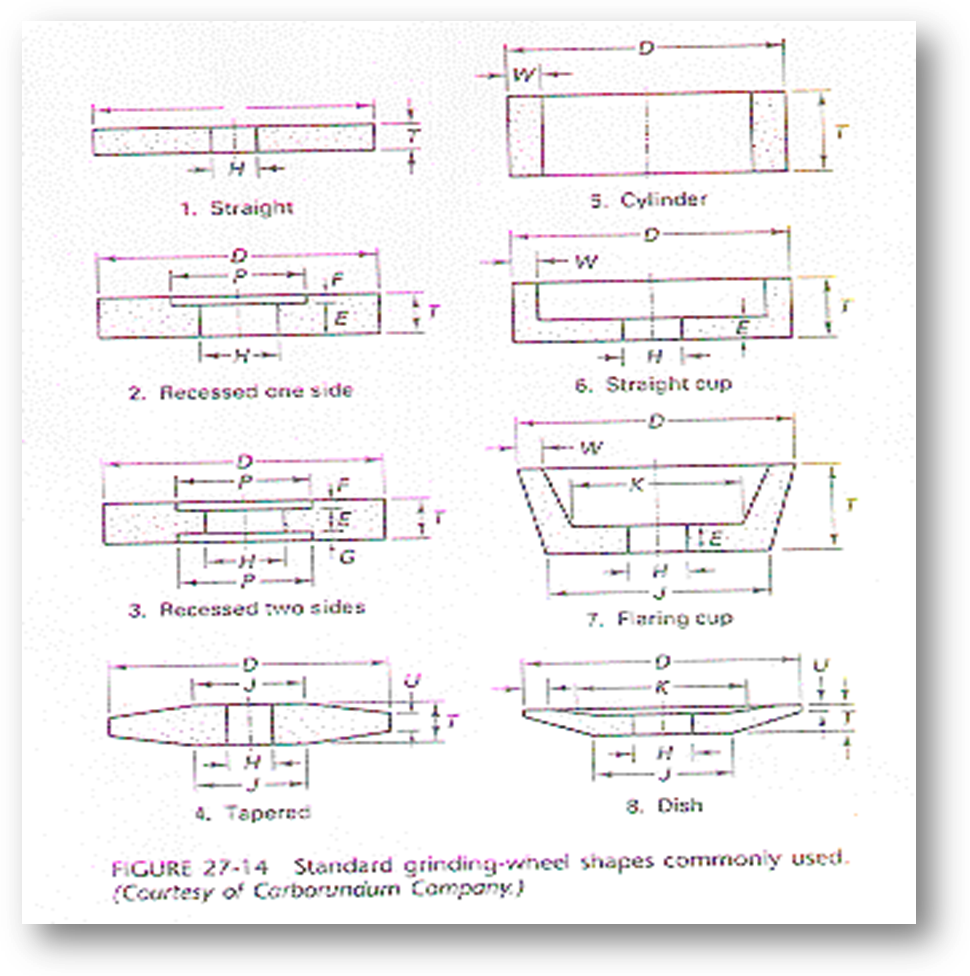 T
H
1. Straight
D
P
F
E
T
H
2. Recessed one side
D
P
F
E
T
H
G
P
3. Recessed two sides
D
J
U
T
H
J
4. Tapered
D
W
T
5. Cylinder
D
W
T
E
H
6. Straight cup
D
W
K
T
E
H
J
7. Flaring cup
D
U
K
T
H
J
8. Dish
FIGURE 27-14 Standard grinding-wheel shapes commonly used.
(Courtesy of Carborundum Company.)